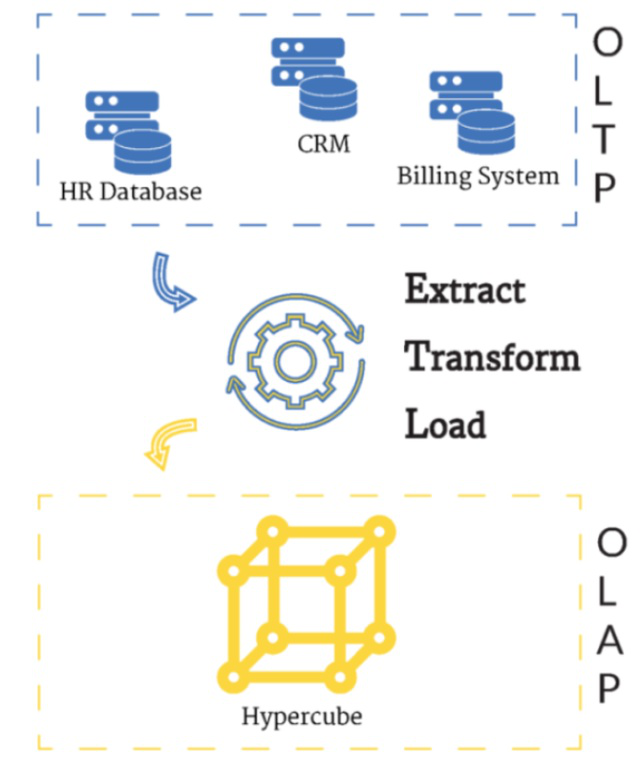 O
L
T
P
CRM
Billing System
HR Database
Extract
Transform
Load
O
L
A
P
Hypercube